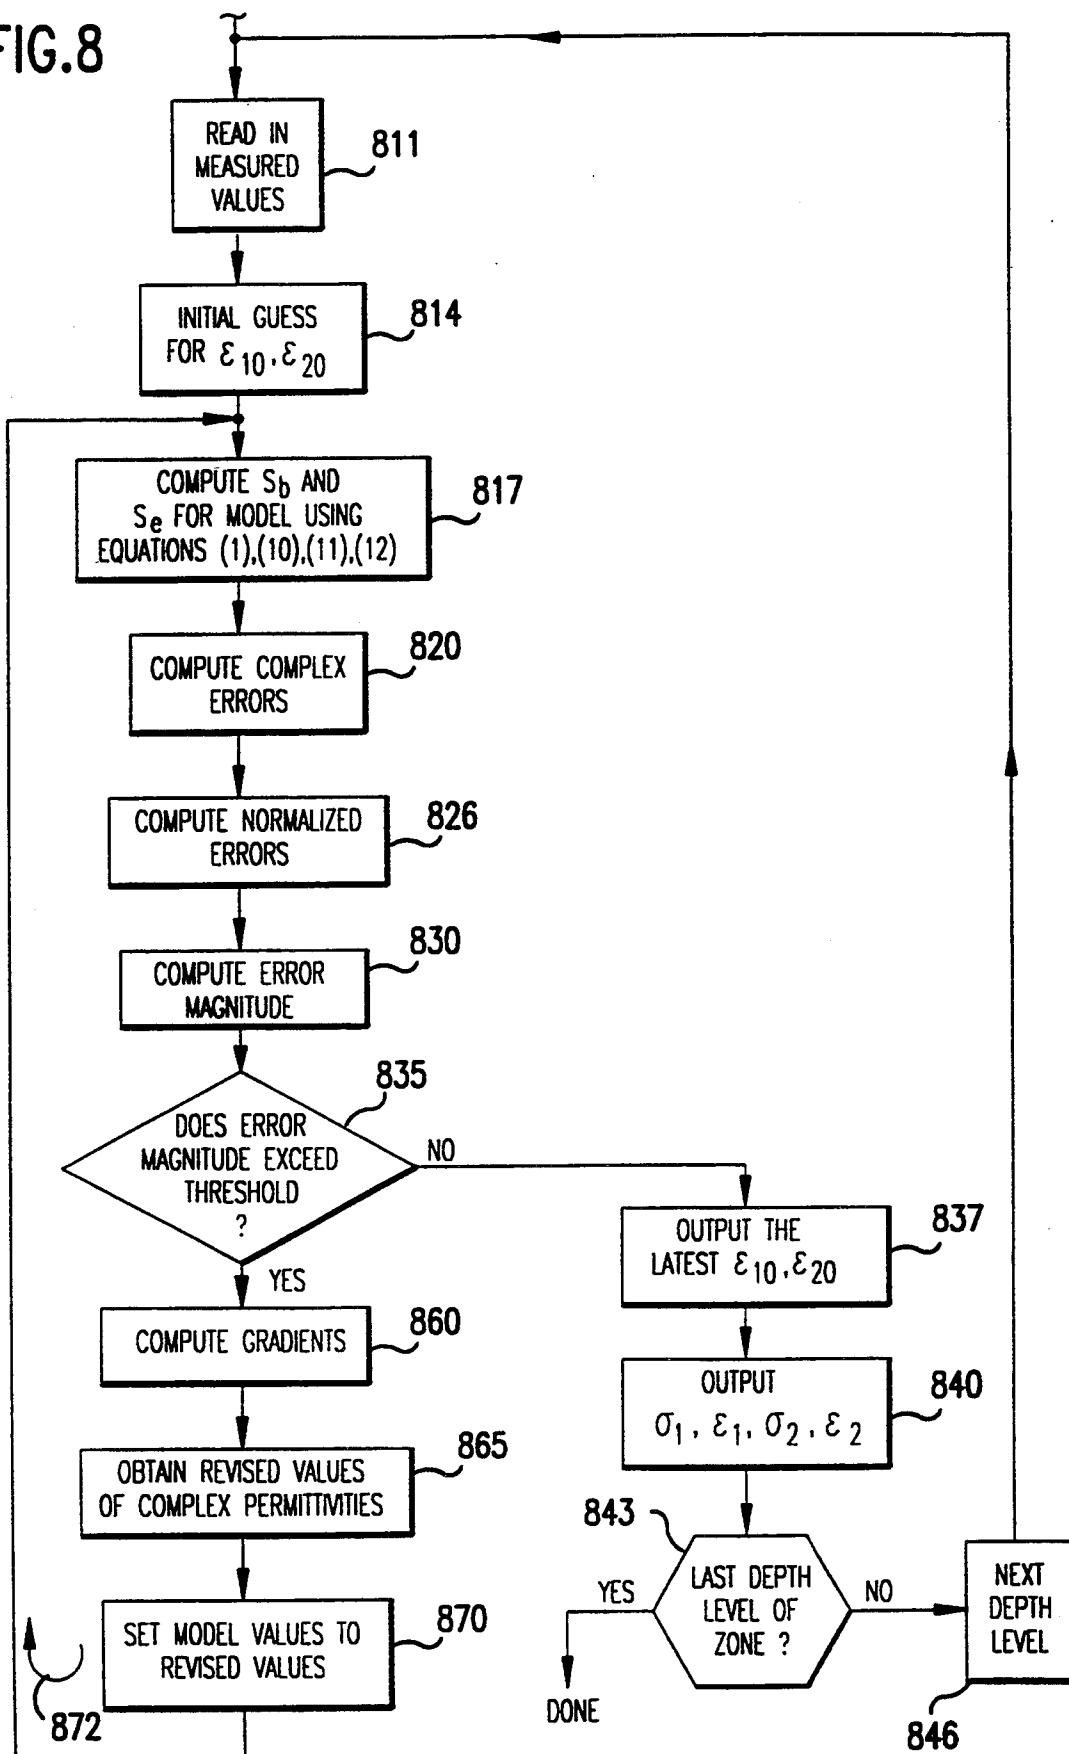 FIG.8
READ IN
MEASURED
VALUES
811
INITIAL GUESS
FOR ε10, ε20
814
COMPUTE Sb AND
Se FOR MODEL USING
EQUATIONS (1),(10),(11),(12)
817
COMPUTE COMPLEX
ERRORS
820
COMPUTE NORMALIZED
ERRORS
826
COMPUTE ERROR
MAGNITUDE
830
DOES ERROR
MAGNITUDE EXCEED
THRESHOLD
?
835
NO
YES
OUTPUT THE
LATEST ε10, ε20
837
COMPUTE GRADIENTS
860
OUTPUT
σ1, ε1, σ2, ε2
840
OBTAIN REVISED VALUES
OF COMPLEX PERMITTIVITIES
865
LAST DEPTH
LEVEL OF
ZONE ?
843
YES
NO
DONE
NEXT
DEPTH
LEVEL
846
SET MODEL VALUES TO
REVISED VALUES
870
872